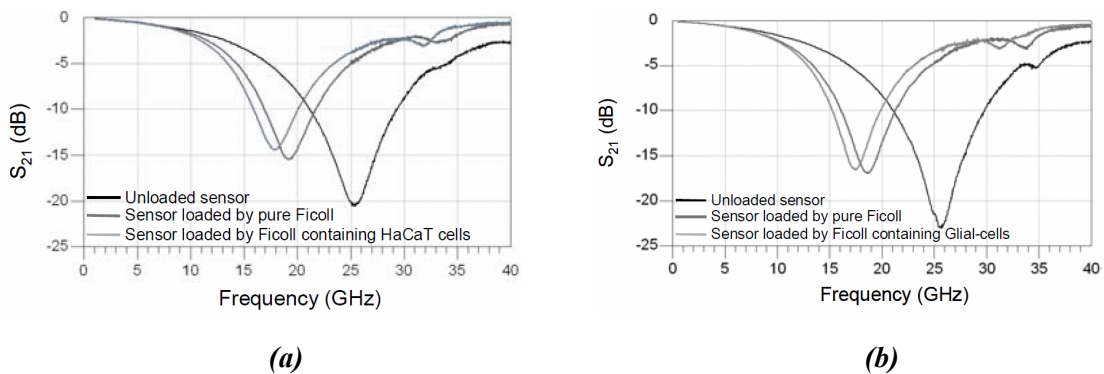 0
-5
-10
-15
-20
-25
S21 (dB)
Unloaded sensor
Sensor loaded by pure Ficoll
Sensor loaded by Ficoll containing HaCaT cells
0 5 10 15 20 25 30 35 40
Frequency (GHz)
(a)
0
-5
-10
-15
-20
-25
S21 (dB)
Unloaded sensor
Sensor loaded by pure Ficoll
Sensor loaded by Ficoll containing Glial-cells
0 5 10 15 20 25 30 35 40
Frequency (GHz)
(b)